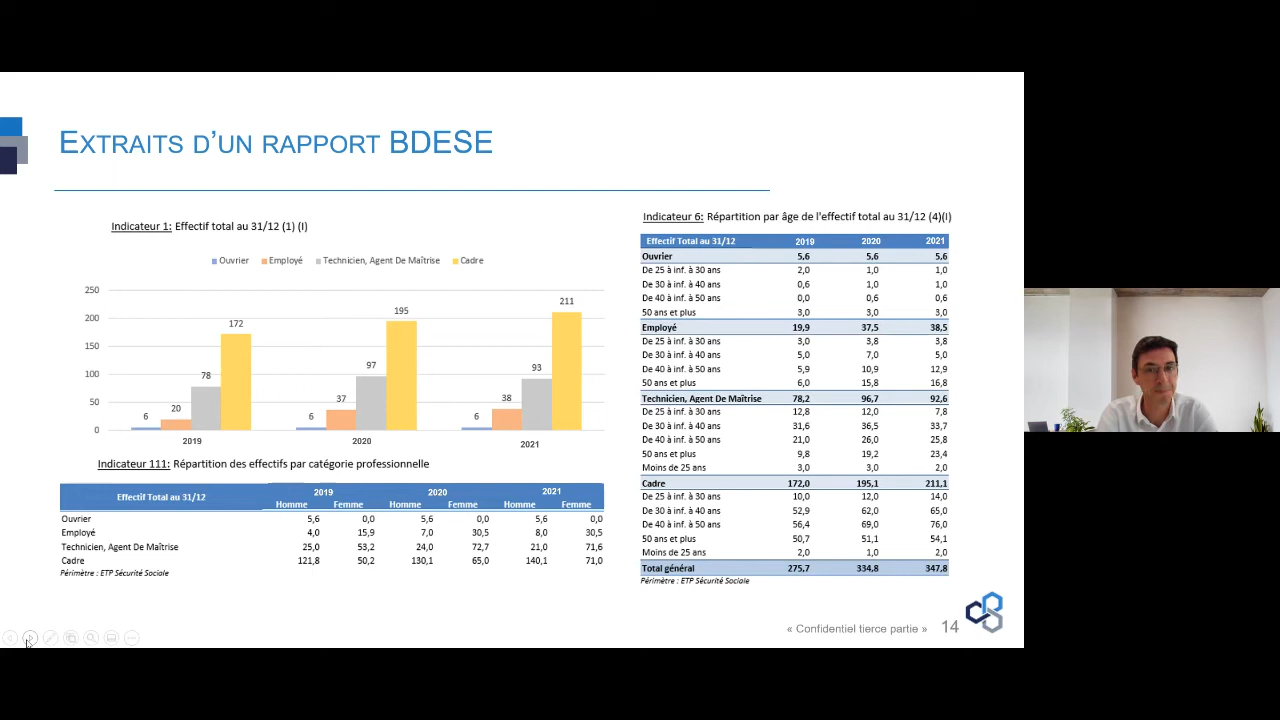 EXTRAITS D'UN RAPPORT BDESE
Indicateur 1: Effectif total au 31/12 (1) (I)
Ouvrier Employé Technicien, Agent De Maîtrise Cadre
250
200
150
100
50
0
6 20 78 172
6 37 97 195
6 38 93 211
2019 2020 2021
Indicateur 111: Répartition des effectifs par catégorie professionnelle
Effectif Total au 31/12 2019 2020 2021
Homme Femme Homme Femme Homme Femme
Ouvrier 5,6 0,0 5,6 0,0 5,6 0,0
Employé 4,0 15,9 7,0 30,5 8,0 30,5
Technicien, Agent De Maîtrise 25,0 53,2 24,0 72,7 21,0 71,6
Cadre 121,8 50,2 130,1 65,0 140,1 71,0
Périmètre : ETP Sécurité Sociale
Indicateur 6: Répartition par âge de l'effectif total au 31/12 (4)(I)
Effectif Total au 31/12 2019 2020 2021
Ouvrier 5,6 5,6 5,6
De 25 à inf. à 30 ans 2,0 1,0 1,0
De 30 à inf. à 40 ans 0,6 1,0 1,0
De 40 à inf. à 50 ans 0,0 0,6 0,6
50 ans et plus 3,0 3,0 3,0
Employé 19,9 37,5 38,5
De 25 à inf. à 30 ans 3,0 3,8 3,8
De 30 à inf. à 40 ans 5,0 7,0 5,0
De 40 à inf. à 50 ans 5,9 10,9 12,9
50 ans et plus 6,0 15,8 16,8
Technicien, Agent De Maîtrise 78,2 96,7 92,6
De 25 à inf. à 30 ans 12,8 12,0 7,8
De 30 à inf. à 40 ans 31,6 36,5 33,7
De 40 à inf. à 50 ans 21,0 26,0 25,8
50 ans et plus 9,8 19,2 23,4
Moins de 25 ans 3,0 3,0 2,0
Cadre 172,0 195,1 211,1
De 25 à inf. à 30 ans 10,0 12,0 14,0
De 30 à inf. à 40 ans 52,9 62,0 65,0
De 40 à inf. à 50 ans 56,4 69,0 76,0
50 ans et plus 50,7 51,1 54,1
Moins de 25 ans 2,0 1,0 2,0
Total général 275,7 334,8 347,8
Périmètre : ETP Sécurité Sociale
« Confidentiel tierce partie » 14